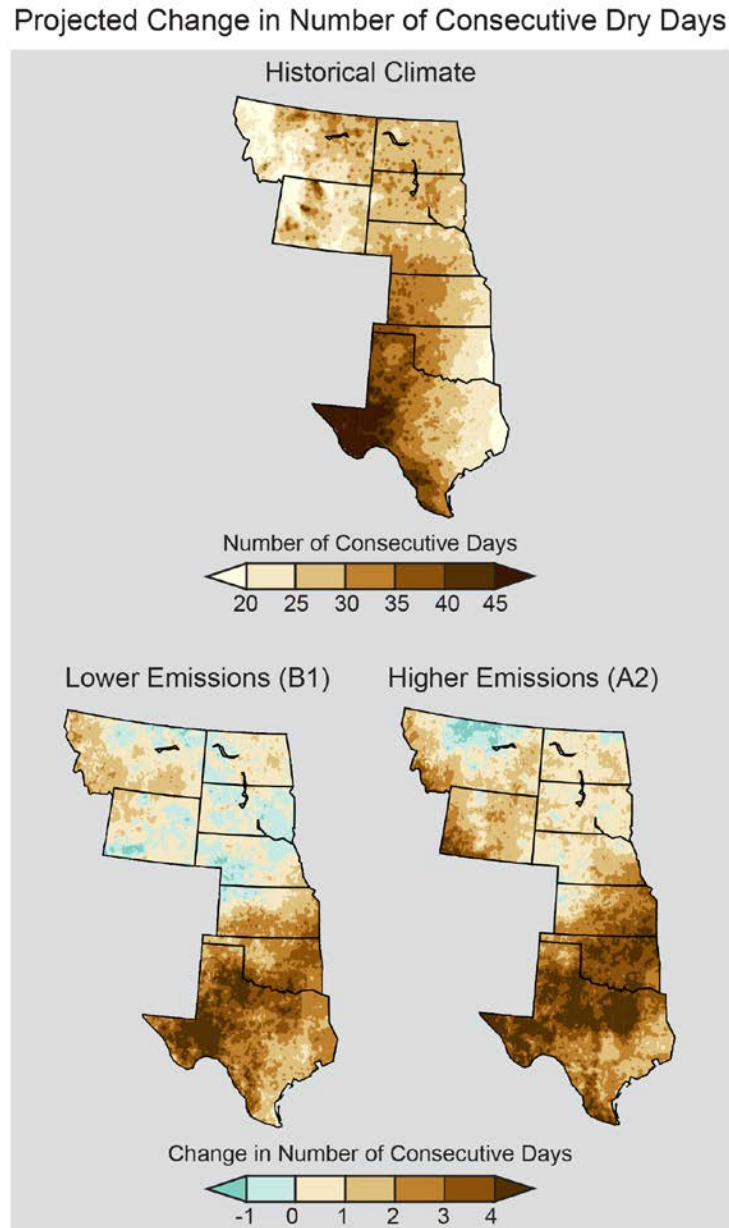 Projected Change in Number of Consecutive Dry Days
Historical Climate
Number of Consecutive Days
20 25 30 35 40 45
Lower Emissions (B1)
Higher Emissions (A2)
Change in Number of Consecutive Days
-1 0 1 2 3 4